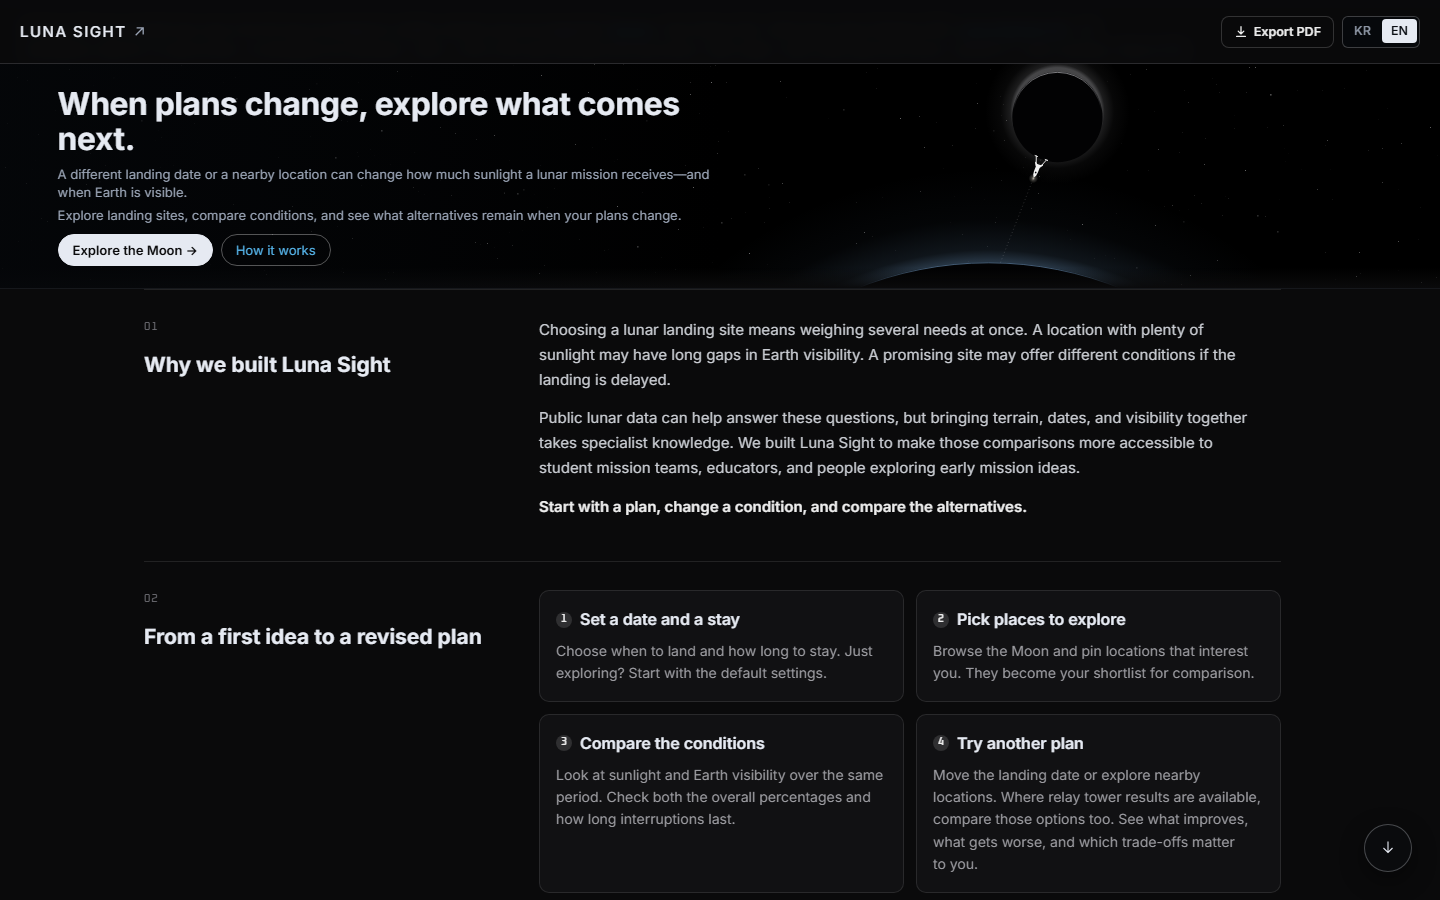 LUNA SIGHT ↗
Export PDF
KR EN
When plans change, explore what comes
next.
A different landing date or a nearby location can change how much sunlight a lunar mission receives—and
when Earth is visible.
Explore landing sites, compare conditions, and see what alternatives remain when your plans change.
Explore the Moon →
How it works
01
Why we built Luna Sight
Choosing a lunar landing site means weighing several needs at once. A location with plenty of
sunlight may have long gaps in Earth visibility. A promising site may offer different conditions if the
landing is delayed.
Public lunar data can help answer these questions, but bringing terrain, dates, and visibility together
takes specialist knowledge. We built Luna Sight to make those comparisons more accessible to
student mission teams, educators, and people exploring early mission ideas.
Start with a plan, change a condition, and compare the alternatives.
02
From a first idea to a revised plan
1 Set a date and a stay
Choose when to land and how long to stay. Just
exploring? Start with the default settings.
2 Pick places to explore
Browse the Moon and pin locations that interest
you. They become your shortlist for comparison.
3 Compare the conditions
Look at sunlight and Earth visibility over the same
period. Check both the overall percentages and
how long interruptions last.
4 Try another plan
Move the landing date or explore nearby
locations. Where relay tower results are available,
compare those options too. See what improves,
what gets worse, and which trade-offs matter
to you.